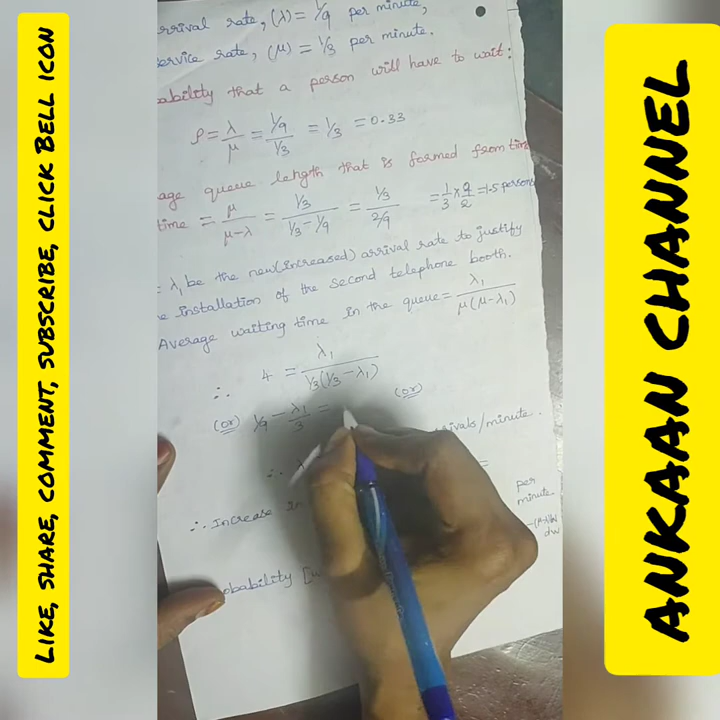 LIKE, SHARE, COMMENT, SUBSCRIBE, CLICK BELL ICON
rrival rate, (λ) = 1/9 per minute,
ervice rate, (μ) = 1/3 per minute.
ability that a person will have to wait:
ρ = λ/μ = (1/9)/(1/3) = 1/3 = 0.33
age queue length that is formed from time
time = μ/(μ-λ) = (1/3)/(1/3-1/9) = (1/3)/(2/9) = 1/3 × 9/2 = 1.5 person
= λ₁ be the new(increased) arrival rate to justify
e installation of the second telephone booth.
Average waiting time in the queue = λ₁/(μ(μ-λ₁))
∴ 4 = λ₁/(1/3(1/3-λ₁))
(or) 1/9 - λ₁/3 = (or)
∴ λ rivals/minute.
∴ Increase in = per minute.
obability
ANKAAN CHANNEL